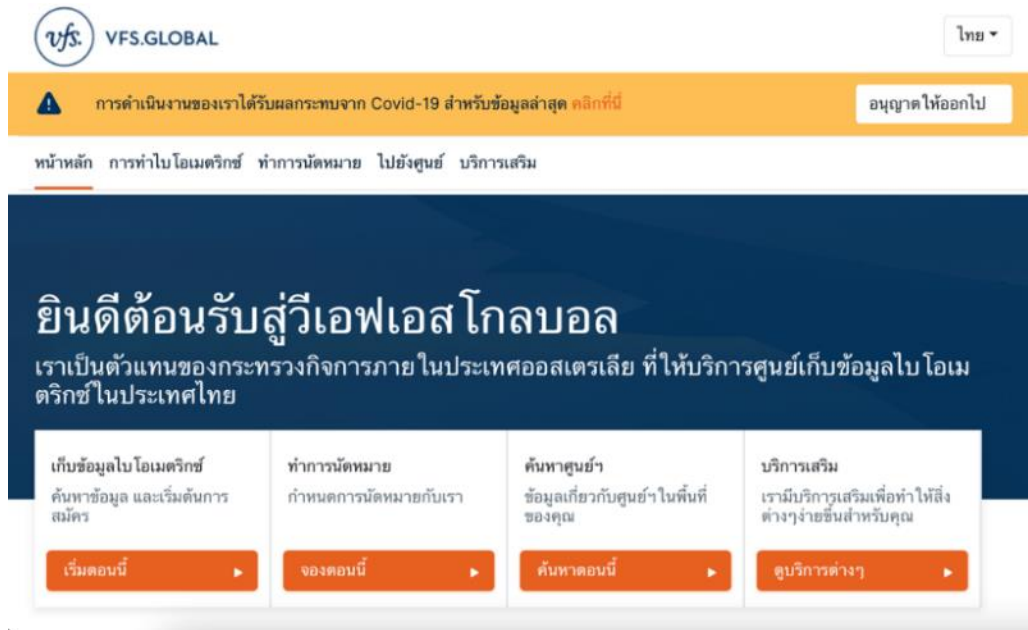 vfs. VFS.GLOBAL
ไทย
การดำเนินงานของเราได้รับผลกระทบจาก Covid-19 สำหรับข้อมูลล่าสุด คลิกที่นี่
อนุญาตให้ออกไป
หน้าหลัก การทำไบโอเมตริกซ์ ทำการนัดหมาย ไปยังศูนย์ บริการเสริม
ยินดีต้อนรับสู่วีเอฟเอสโกลบอล
เราเป็นตัวแทนของกระทรวงกิจการภายในประเทศออสเตรเลีย ที่ให้บริการศูนย์เก็บข้อมูลไบโอเม
ตริกซ์ในประเทศไทย
เก็บข้อมูลไบโอเมตริกซ์
ค้นหาข้อมูล และเริ่มต้นการ
สมัคร
เริ่มตอนนี้
ทำการนัดหมาย
กำหนดการนัดหมายกับเรา
จองตอนนี้
ค้นหาศูนย์ฯ
ข้อมูลเกี่ยวกับศูนย์ฯในพื้นที่
ของคุณ
ค้นหาตอนนี้
บริการเสริม
เรามีบริการเสริมเพื่อทำให้สิ่ง
ต่างๆง่ายขึ้นสำหรับคุณ
ดูบริการต่างๆ